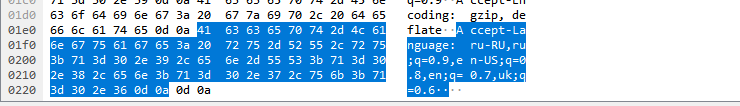 01c0 71 3d 30 2e 39 0d 0a 41 63 63 65 70 74 2d 45 6e q=0.9··Accept-En
01d0 63 6f 64 69 6e 67 3a 20 67 7a 69 70 2c 20 64 65 coding: gzip, de
01e0 66 6c 61 74 65 0d 0a 41 63 63 65 70 74 2d 4c 61 flate··Accept-La
01f0 6e 67 75 61 67 65 3a 20 72 75 2d 52 55 2c 72 75 nguage: ru-RU,ru
0200 3b 71 3d 30 2e 39 2c 65 6e 2d 55 53 3b 71 3d 30 ;q=0.9,en-US;q=0
0210 2e 38 2c 65 6e 3b 71 3d 30 2e 37 2c 75 6b 3b 71 .8,en;q=0.7,uk;q
0220 3d 30 2e 36 0d 0a 0d 0a =0.6····